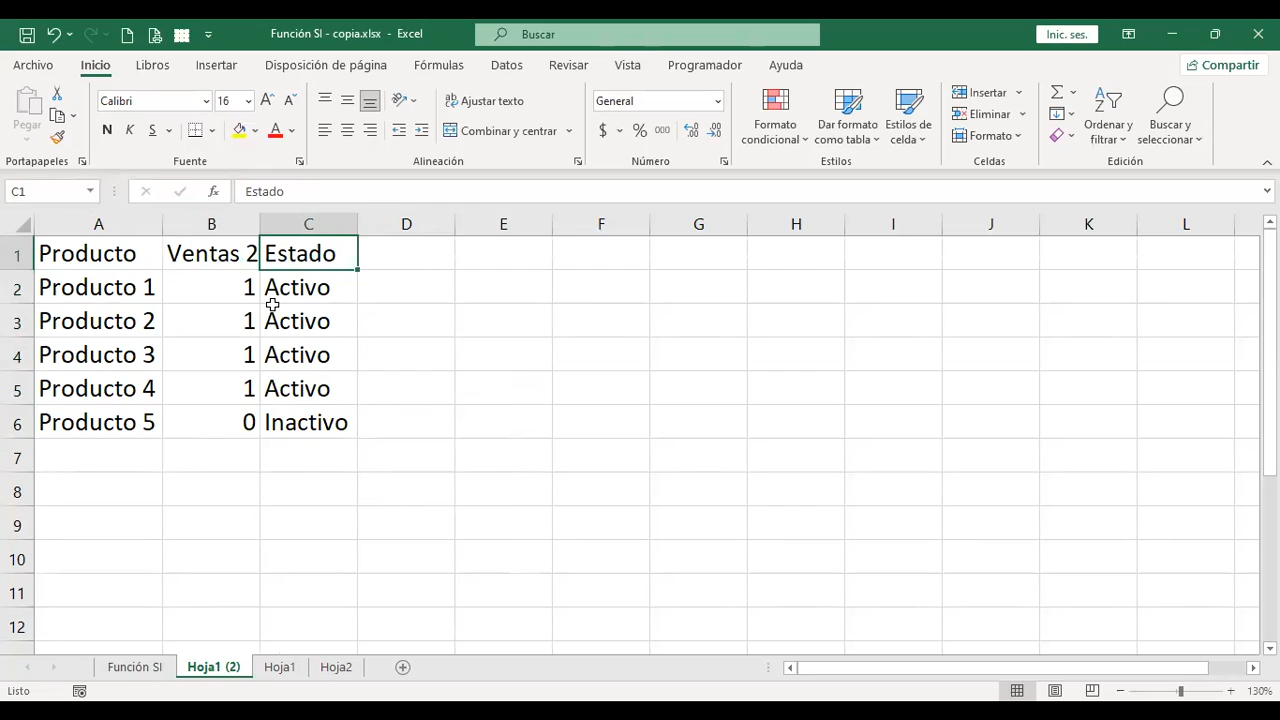 Función SI - copia.xlsx - Excel
Buscar
Inic. ses.
Archivo Inicio Libros Insertar Disposición de página Fórmulas Datos Revisar Vista Programador Ayuda
Compartir
Pegar
Portapapeles
Calibri 16
N K S
A
Fuente
Ajustar texto
Combinar y centrar
Alineación
General
$ % 000
Número
Formato condicional
Dar formato como tabla
Estilos de celda
Estilos
Insertar
Eliminar
Formato
Celdas
Ordenar y filtrar
Buscar y seleccionar
Edición
C1
fx
Estado
A B C D E F G H I J K L
1 Producto Ventas 2 Estado
2 Producto 1 1 Activo
3 Producto 2 1 Activo
4 Producto 3 1 Activo
5 Producto 4 1 Activo
6 Producto 5 0 Inactivo
7
8
9
10
11
12
Función SI Hoja1 (2) Hoja1 Hoja2
Listo
130%